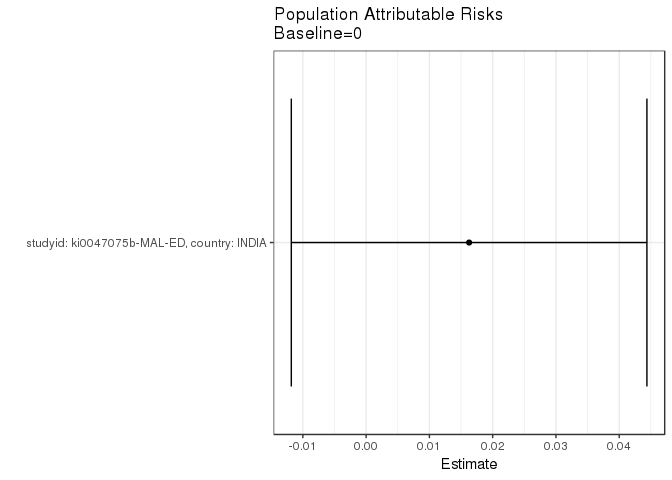 Population Attributable Risks
Baseline=0
studyid: ki0047075b-MAL-ED, country: INDIA
-0.01 0.00 0.01 0.02 0.03 0.04
Estimate